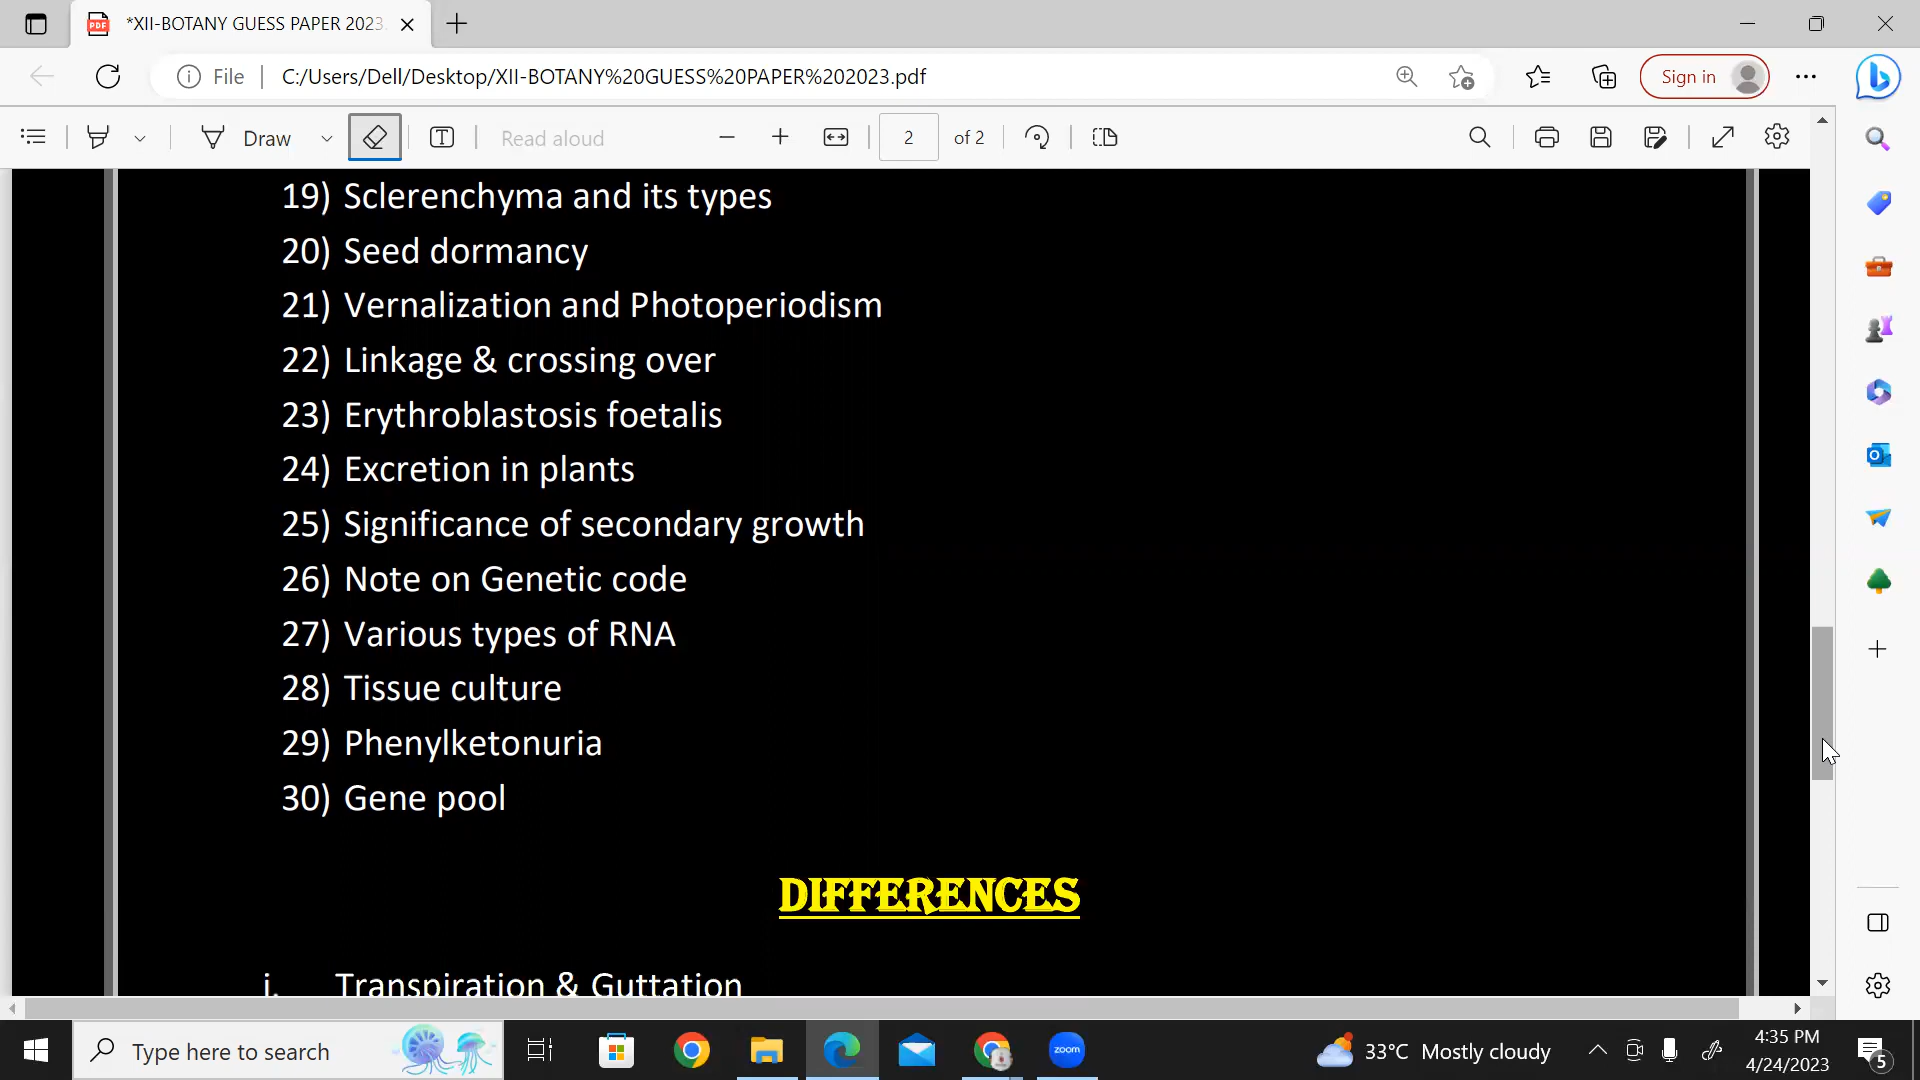 *XII-BOTANY GUESS PAPER 2023
File
C:/Users/Dell/Desktop/XII-BOTANY%20GUESS%20PAPER%202023.pdf
Sign in
Draw
Read aloud
2
of 2
19) Sclerenchyma and its types
20) Seed dormancy
21) Vernalization and Photoperiodism
22) Linkage & crossing over
23) Erythroblastosis foetalis
24) Excretion in plants
25) Significance of secondary growth
26) Note on Genetic code
27) Various types of RNA
28) Tissue culture
29) Phenylketonuria
30) Gene pool
DIFFERENCES
i. Transpiration & Guttation
Type here to search
zoom
33°C Mostly cloudy
4:35 PM
4/24/2023
5